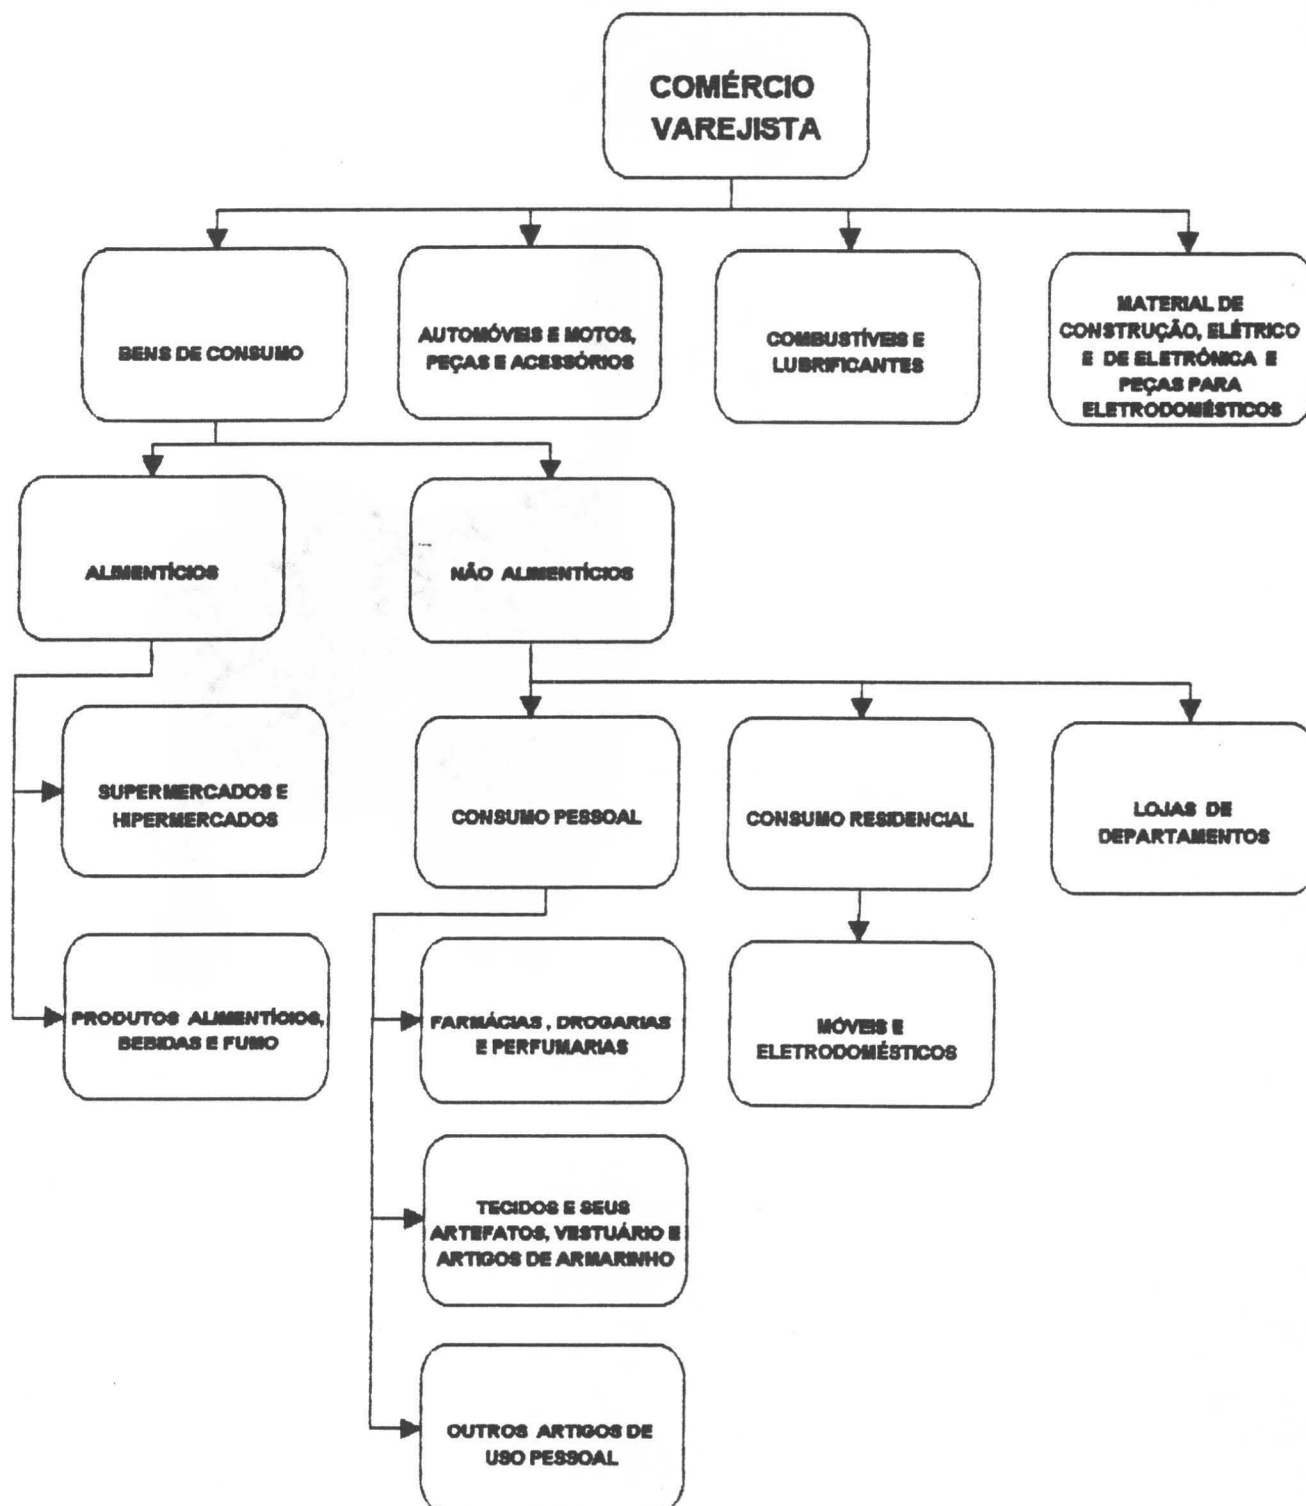 COMÉRCIO
VAREJISTA
BENS DE CONSUMO
AUTOMÓVEIS E MOTOS,
PEÇAS E ACESSÓRIOS
COMBUSTÍVEIS E
LUBRIFICANTES
MATERIAL DE
CONSTRUÇÃO, ELÉTRICO
E DE ELETRÔNICA E
PEÇAS PARA
ELETRODOMÉSTICOS
ALIMENTÍCIOS
NÃO ALIMENTÍCIOS
SUPERMERCADOS E
HIPERMERCADOS
CONSUMO PESSOAL
CONSUMO RESIDENCIAL
LOJAS DE
DEPARTAMENTOS
PRODUTOS ALIMENTÍCIOS,
BEBIDAS E FUMO
FARMÁCIAS , DROGARIAS
E PERFUMARIAS
MÓVEIS E
ELETRODOMÉSTICOS
TECIDOS E SEUS
ARTEFATOS, VESTUÁRIO E
ARTIGOS DE ARMARINHO
OUTROS ARTIGOS DE
USO PESSOAL